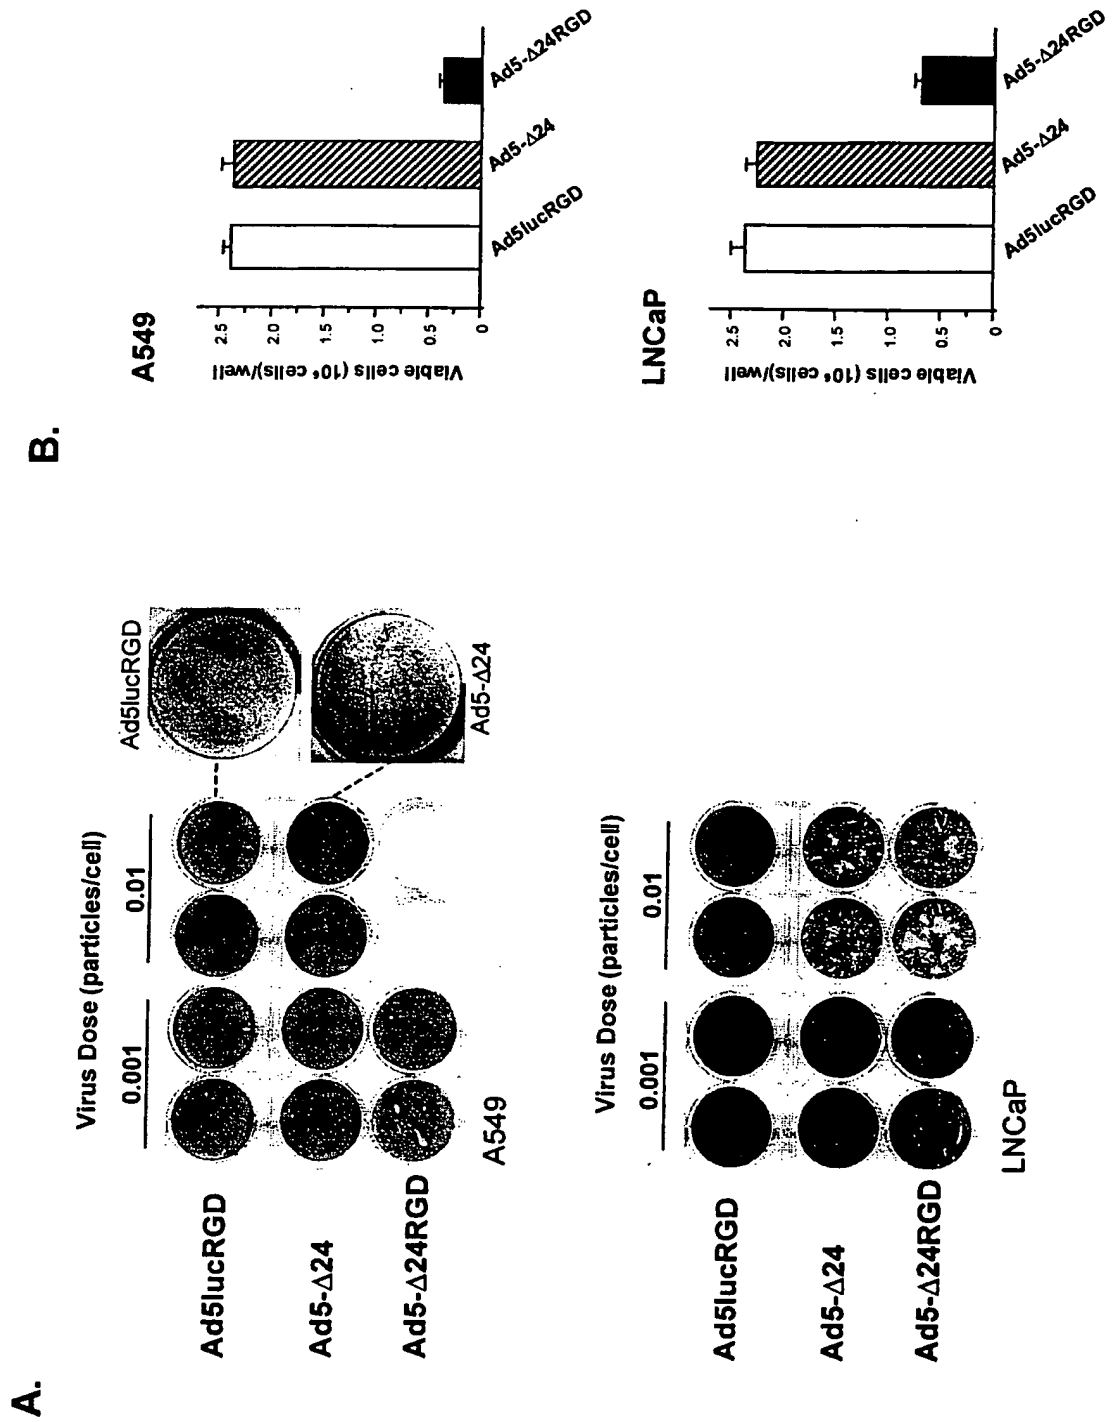 A.
Virus Dose (particles/cell)
0.001
0.01
Ad5lucRGD
Ad5-Δ24
Ad5-Δ24RGD
A549
Ad5lucRGD
Ad5-Δ24
Virus Dose (particles/cell)
0.001
0.01
Ad5lucRGD
Ad5-Δ24
Ad5-Δ24RGD
LNCaP
B.
A549
Viable cells (10⁶ cells)/well
2.5
2.0
1.5
1.0
0.5
0
Ad5lucRGD
Ad5-Δ24
Ad5-Δ24RGD
LNCaP
Viable cells (10⁶ cells)/well
2.5
2.0
1.5
1.0
0.5
0
Ad5lucRGD
Ad5-Δ24
Ad5-Δ24RGD